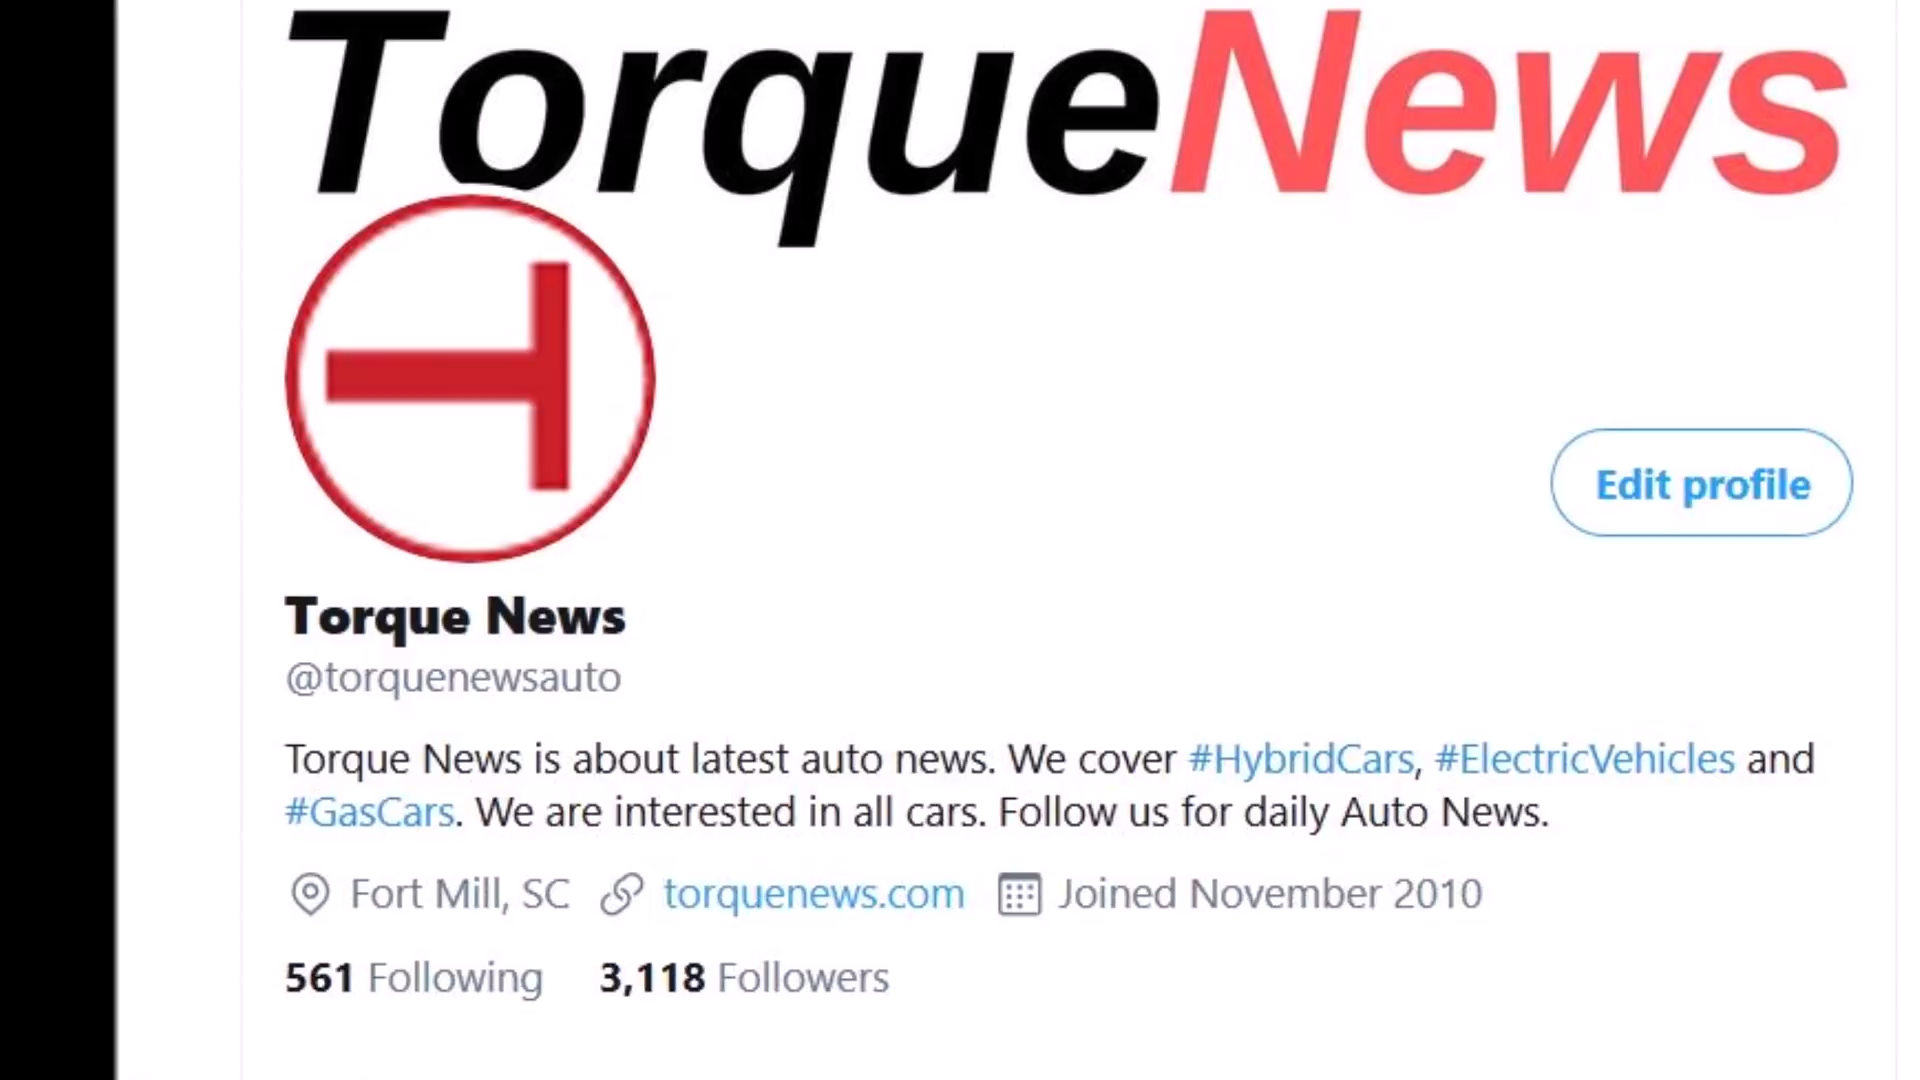 TorqueNews
T
Edit profile
Torque News
@torquenewsauto
Torque News is about latest auto news. We cover #HybridCars, #ElectricVehicles and
#GasCars. We are interested in all cars. Follow us for daily Auto News.
Fort Mill, SC torquenews.com Joined November 2010
561 Following 3,118 Followers